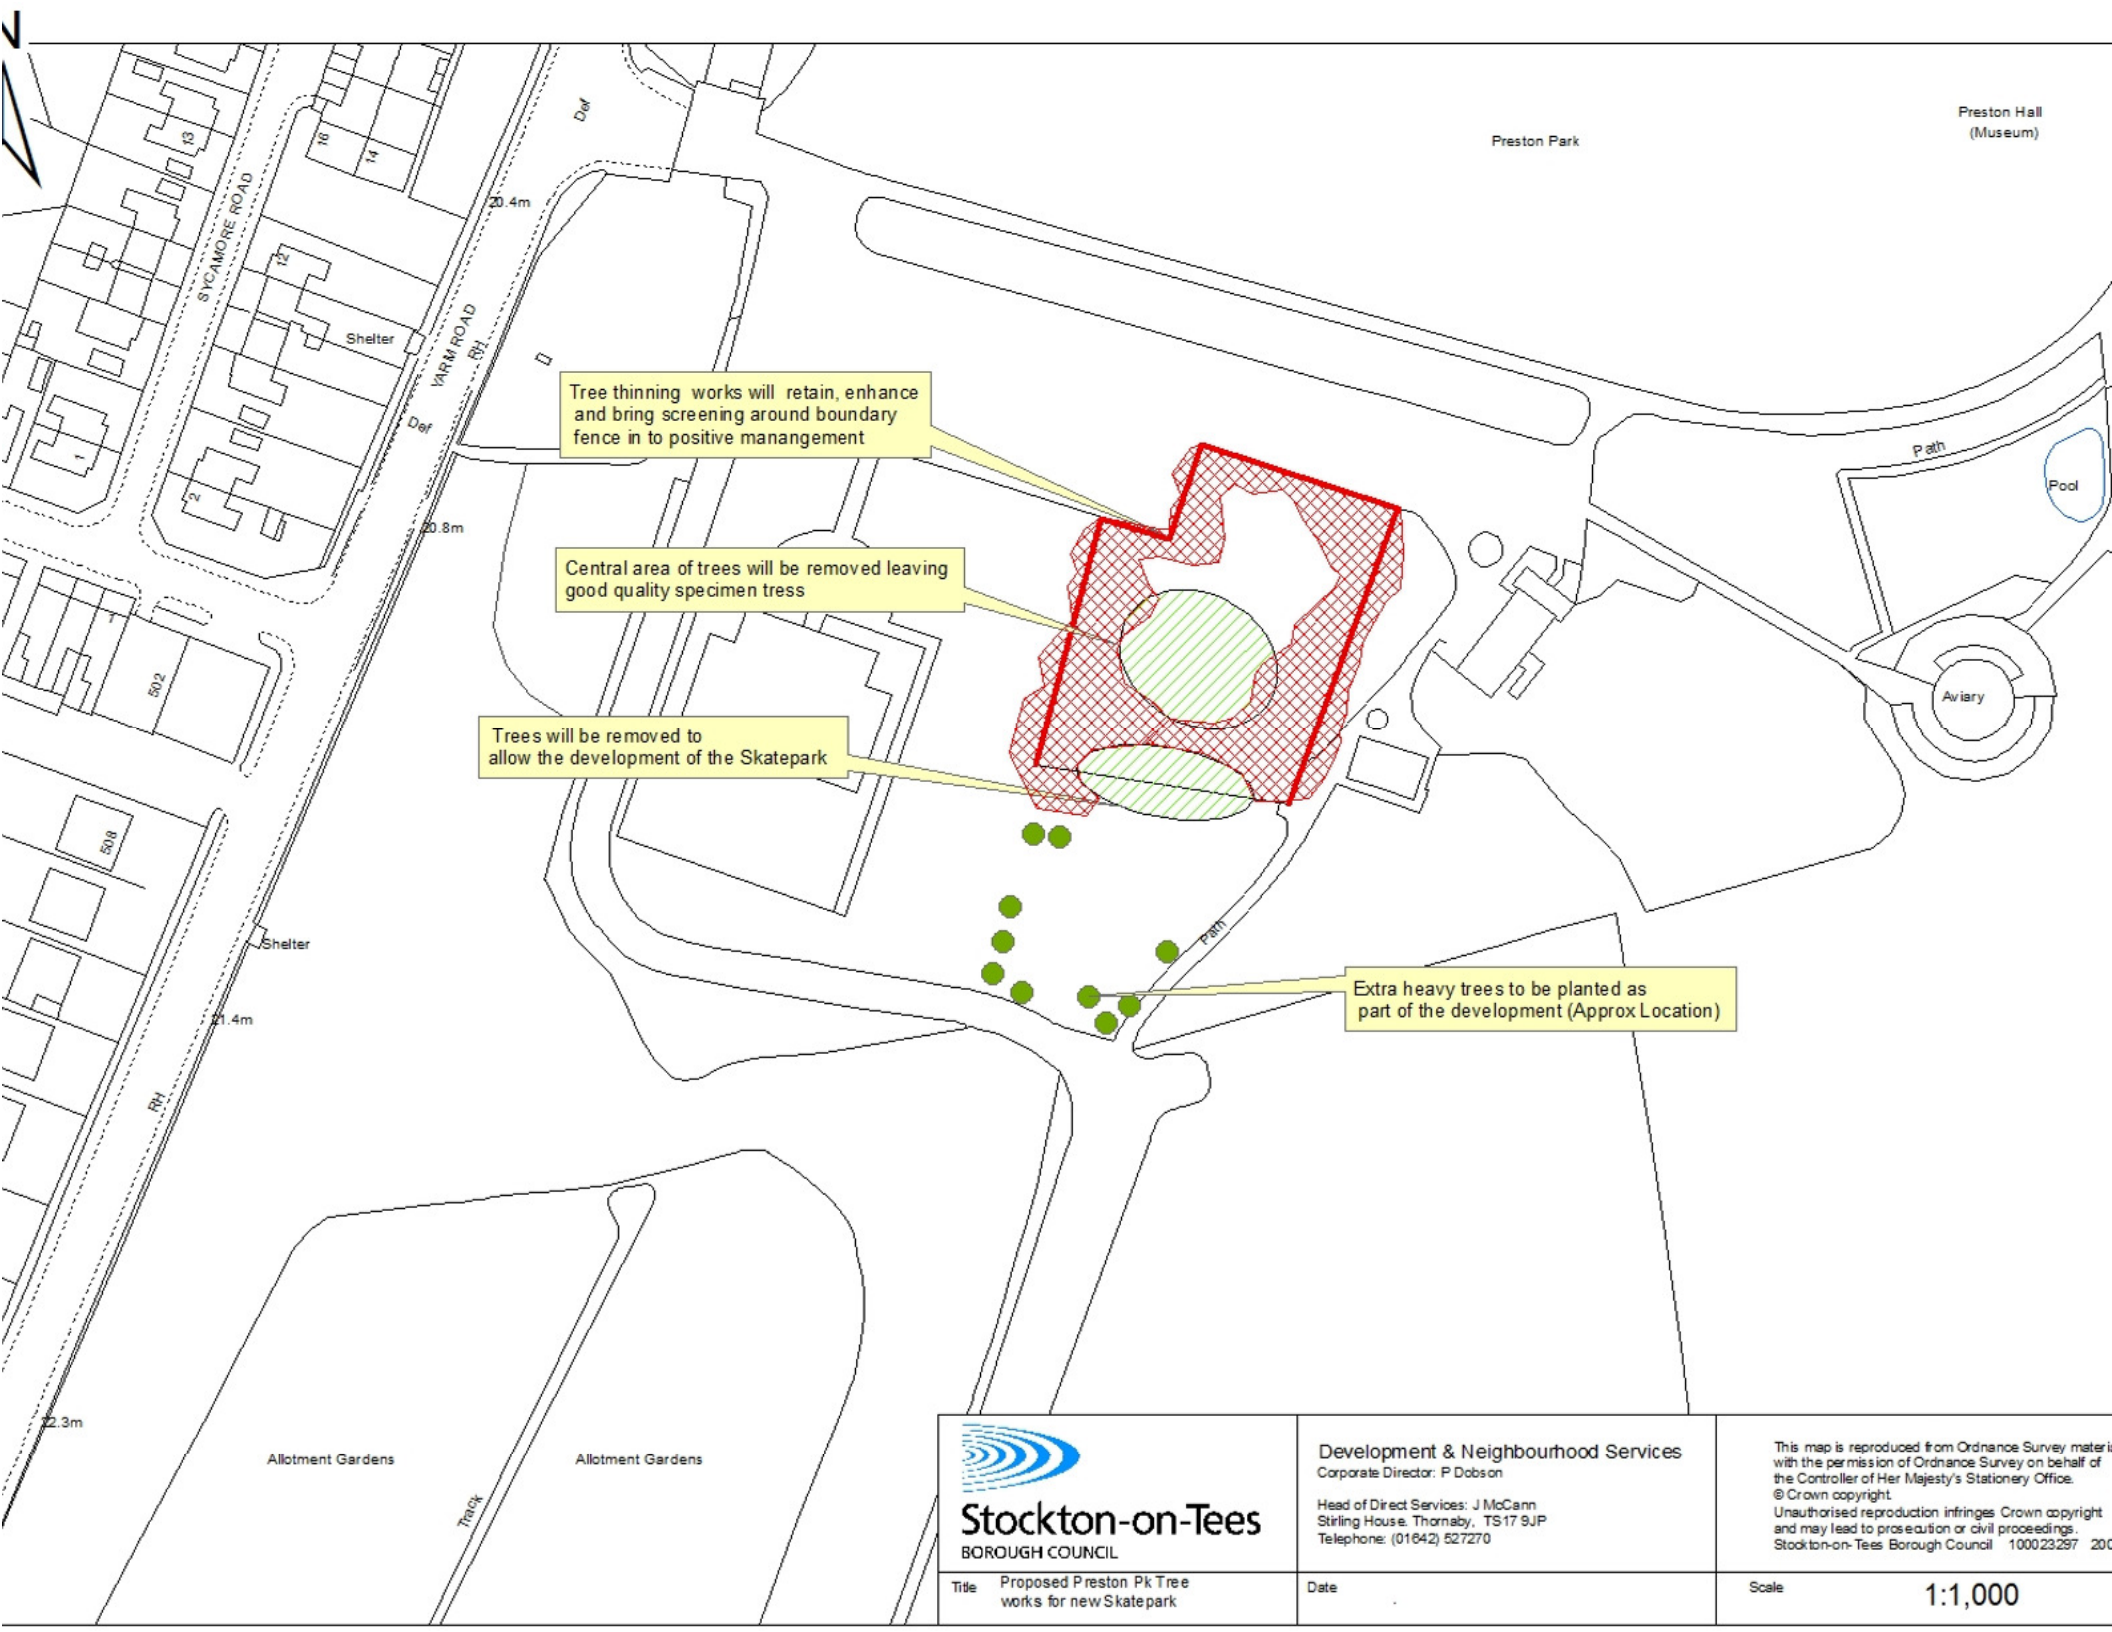 N
Preston Hall
(Museum)
Preston Park
Def
13
16
14
20.4m
SYCAMORE ROAD
12
Shelter
YARM ROAD
RH
Tree thinning works will retain, enhance
and bring screening around boundary
fence in to positive manangement
Def
Path
1
2
Pool
20.8m
Central area of trees will be removed leaving
good quality specimen tress
1
502
Aviary
Trees will be removed to
allow the development of the Skatepark
508
Path
Shelter
Extra heavy trees to be planted as
part of the development (Approx Location)
21.4m
RH
22.3m
Allotment Gardens
Allotment Gardens
Track
Stockton-on-Tees
BOROUGH COUNCIL
Development & Neighbourhood Services
Corporate Director: P Dobson
Head of Direct Services: J McCann
Stirling House. Thornaby, TS17 9JP
Telephone: (01642) 527270
This map is reproduced from Ordnance Survey materia
with the permission of Ordnance Survey on behalf of
the Controller of Her Majesty's Stationery Office.
© Crown copyright.
Unauthorised reproduction infringes Crown copyright
and may lead to prosecution or civil proceedings.
Stockton-on-Tees Borough Council 100023297 200
Title Proposed Preston Pk Tree
works for new Skatepark
Date
.
Scale 1:1,000